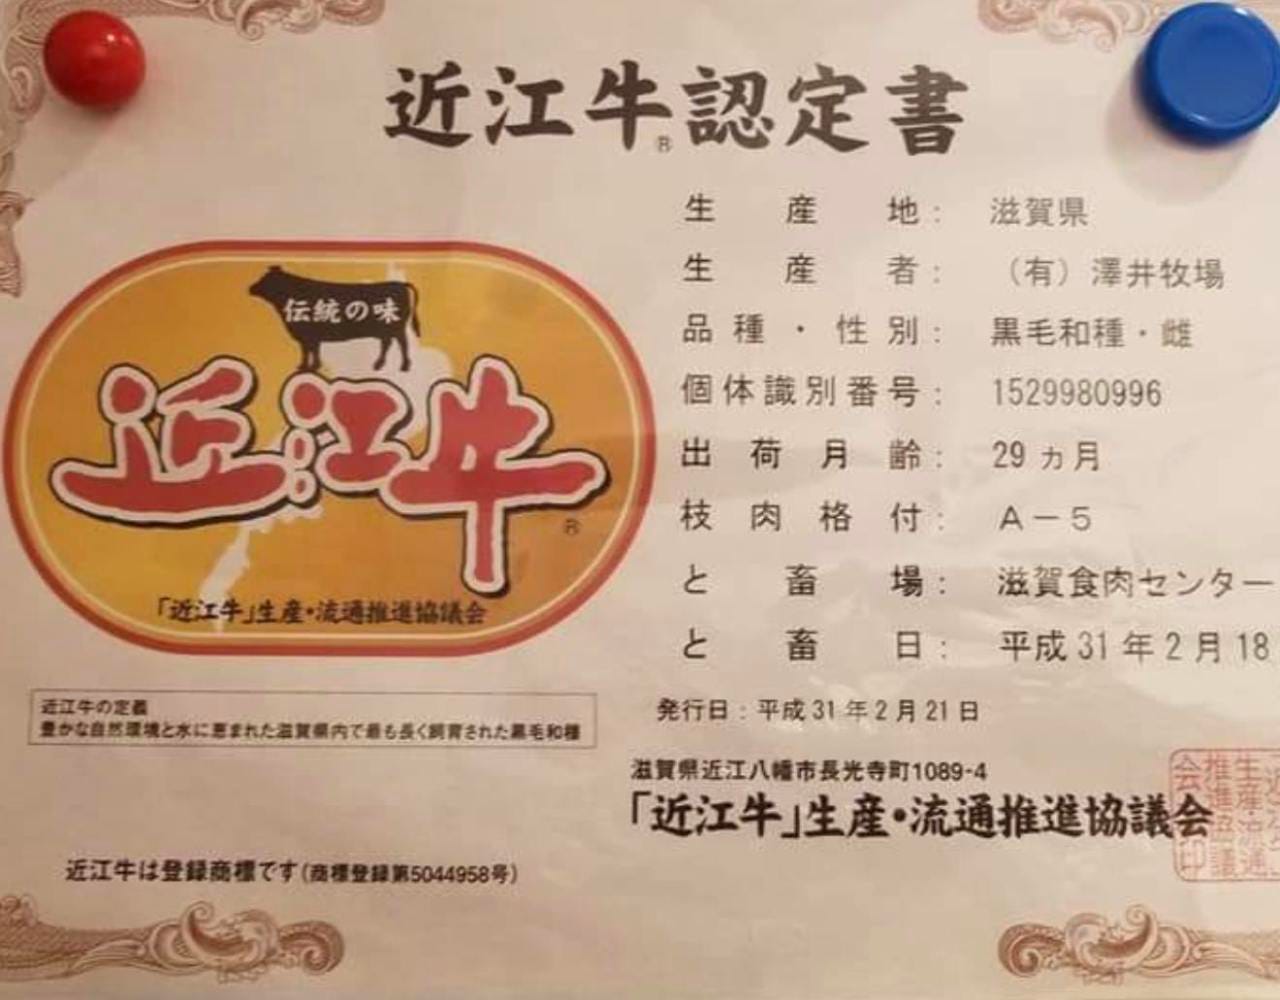 近江牛®認定書
伝統の味
近江牛®
「近江牛」生産・流通推進協議会
生産地: 滋賀県
生産者: (有)澤井牧場
品種・性別: 黒毛和種・雌
個体識別番号: 1529980996
出荷月齢: 29ヵ月
枝肉格付: A-5
と畜場: 滋賀食肉センター
と畜日: 平成31年2月18
近江牛の定義
豊かな自然環境と水に恵まれた滋賀県内で最も長く飼育された黒毛和種
発行日:平成31年2月21日
滋賀県近江八幡市長光寺町1089-4
「近江牛」生産・流通推進協議会
近江牛は登録商標です(商標登録第5044958号)